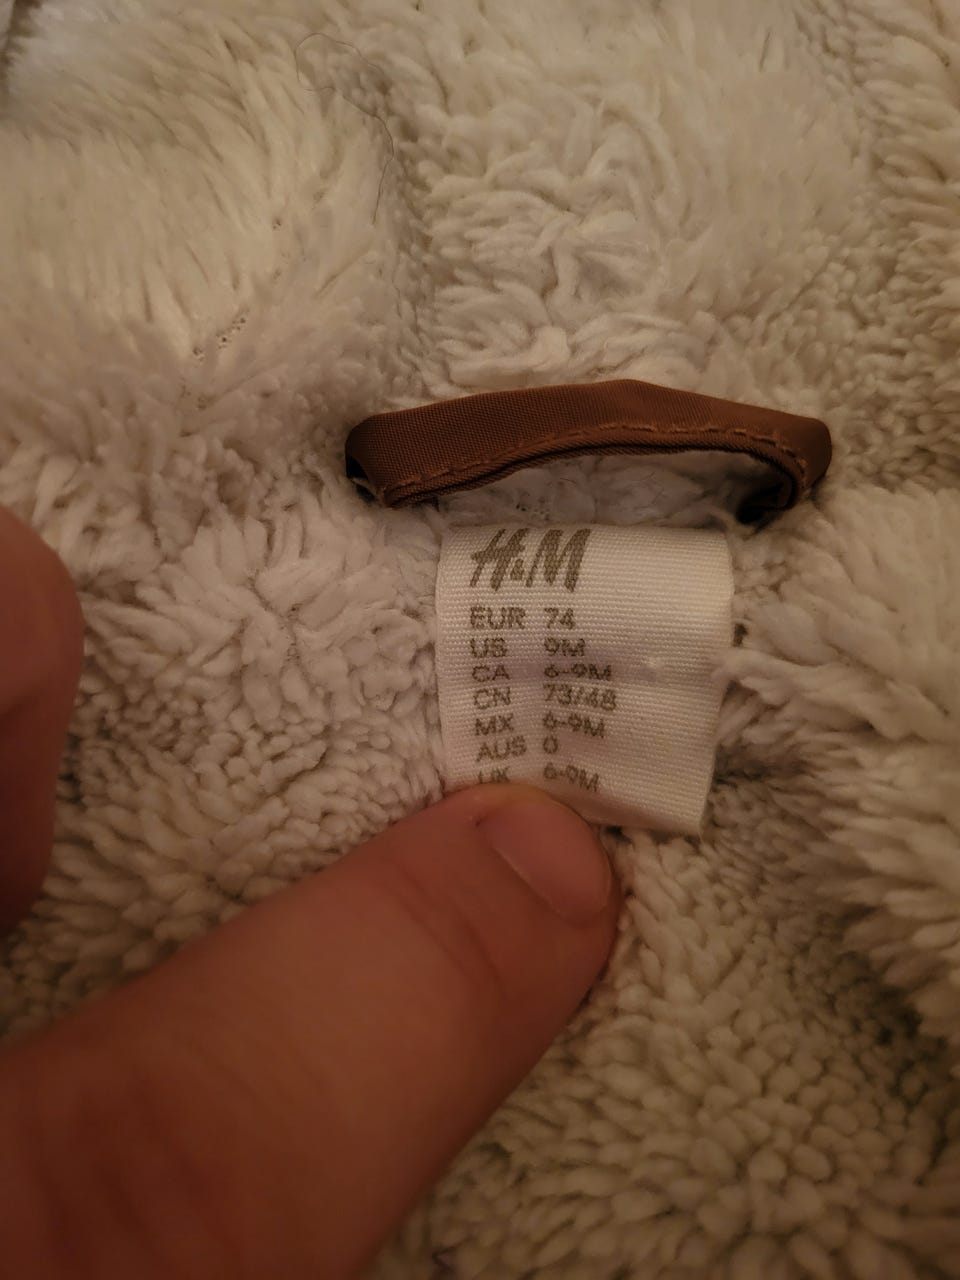 H&M
EUR 74
US 9M
CA 6-9M
CN 73/48
MX 6-9M
AUS 0
UK 6-9M